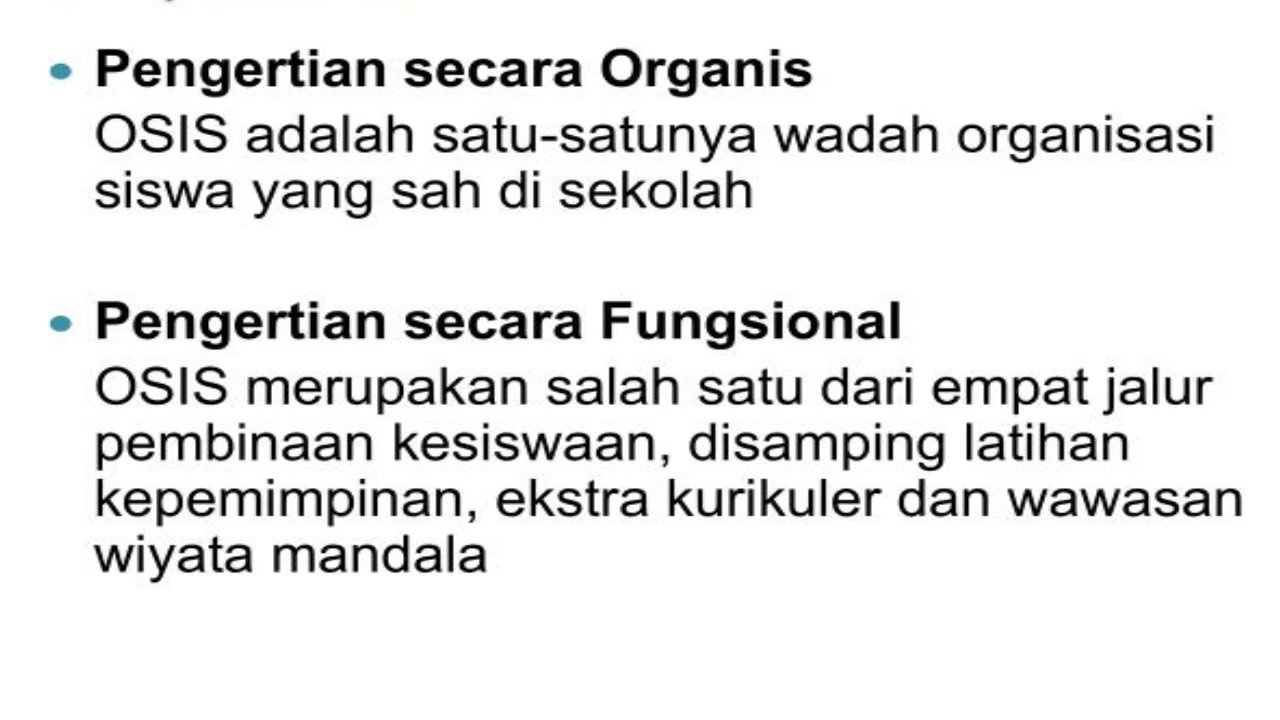 • Pengertian secara Organis
OSIS adalah satu-satunya wadah organisasi
siswa yang sah di sekolah
• Pengertian secara Fungsional
OSIS merupakan salah satu dari empat jalur
pembinaan kesiswaan, disamping latihan
kepemimpinan, ekstra kurikuler dan wawasan
wiyata mandala